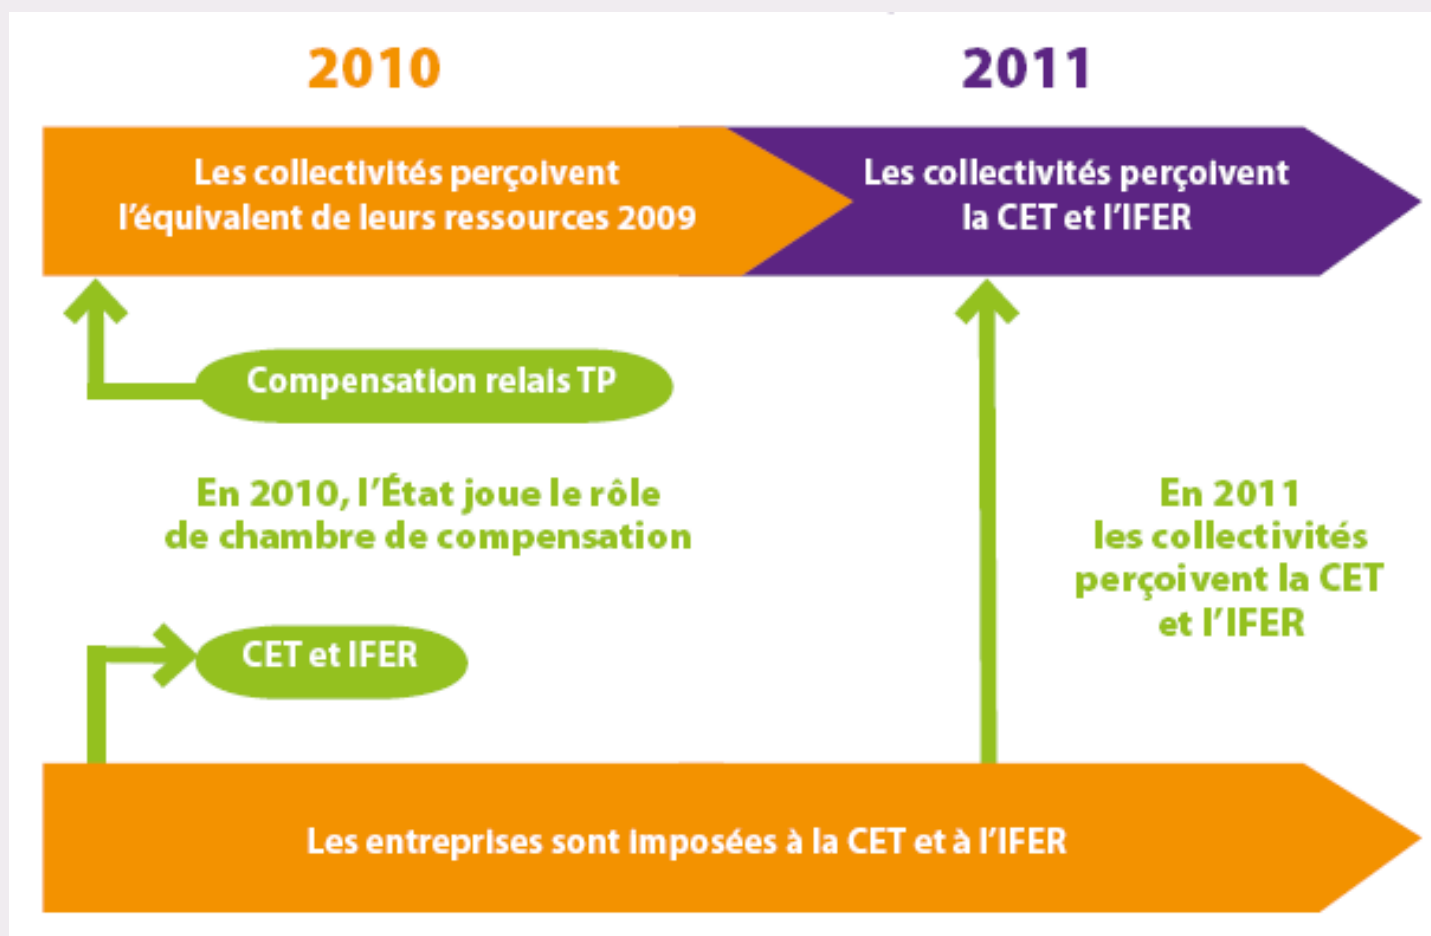 2010
2011
Les collectivités perçoivent
l'équivalent de leurs ressources 2009
Les collectivités perçoivent
la CET et l'IFER
Compensation relais TP
En 2010, l'État joue le rôle
de chambre de compensation
En 2011
les collectivités
perçoivent la CET
et l'IFER
CET et IFER
Les entreprises sont imposées à la CET et à l'IFER